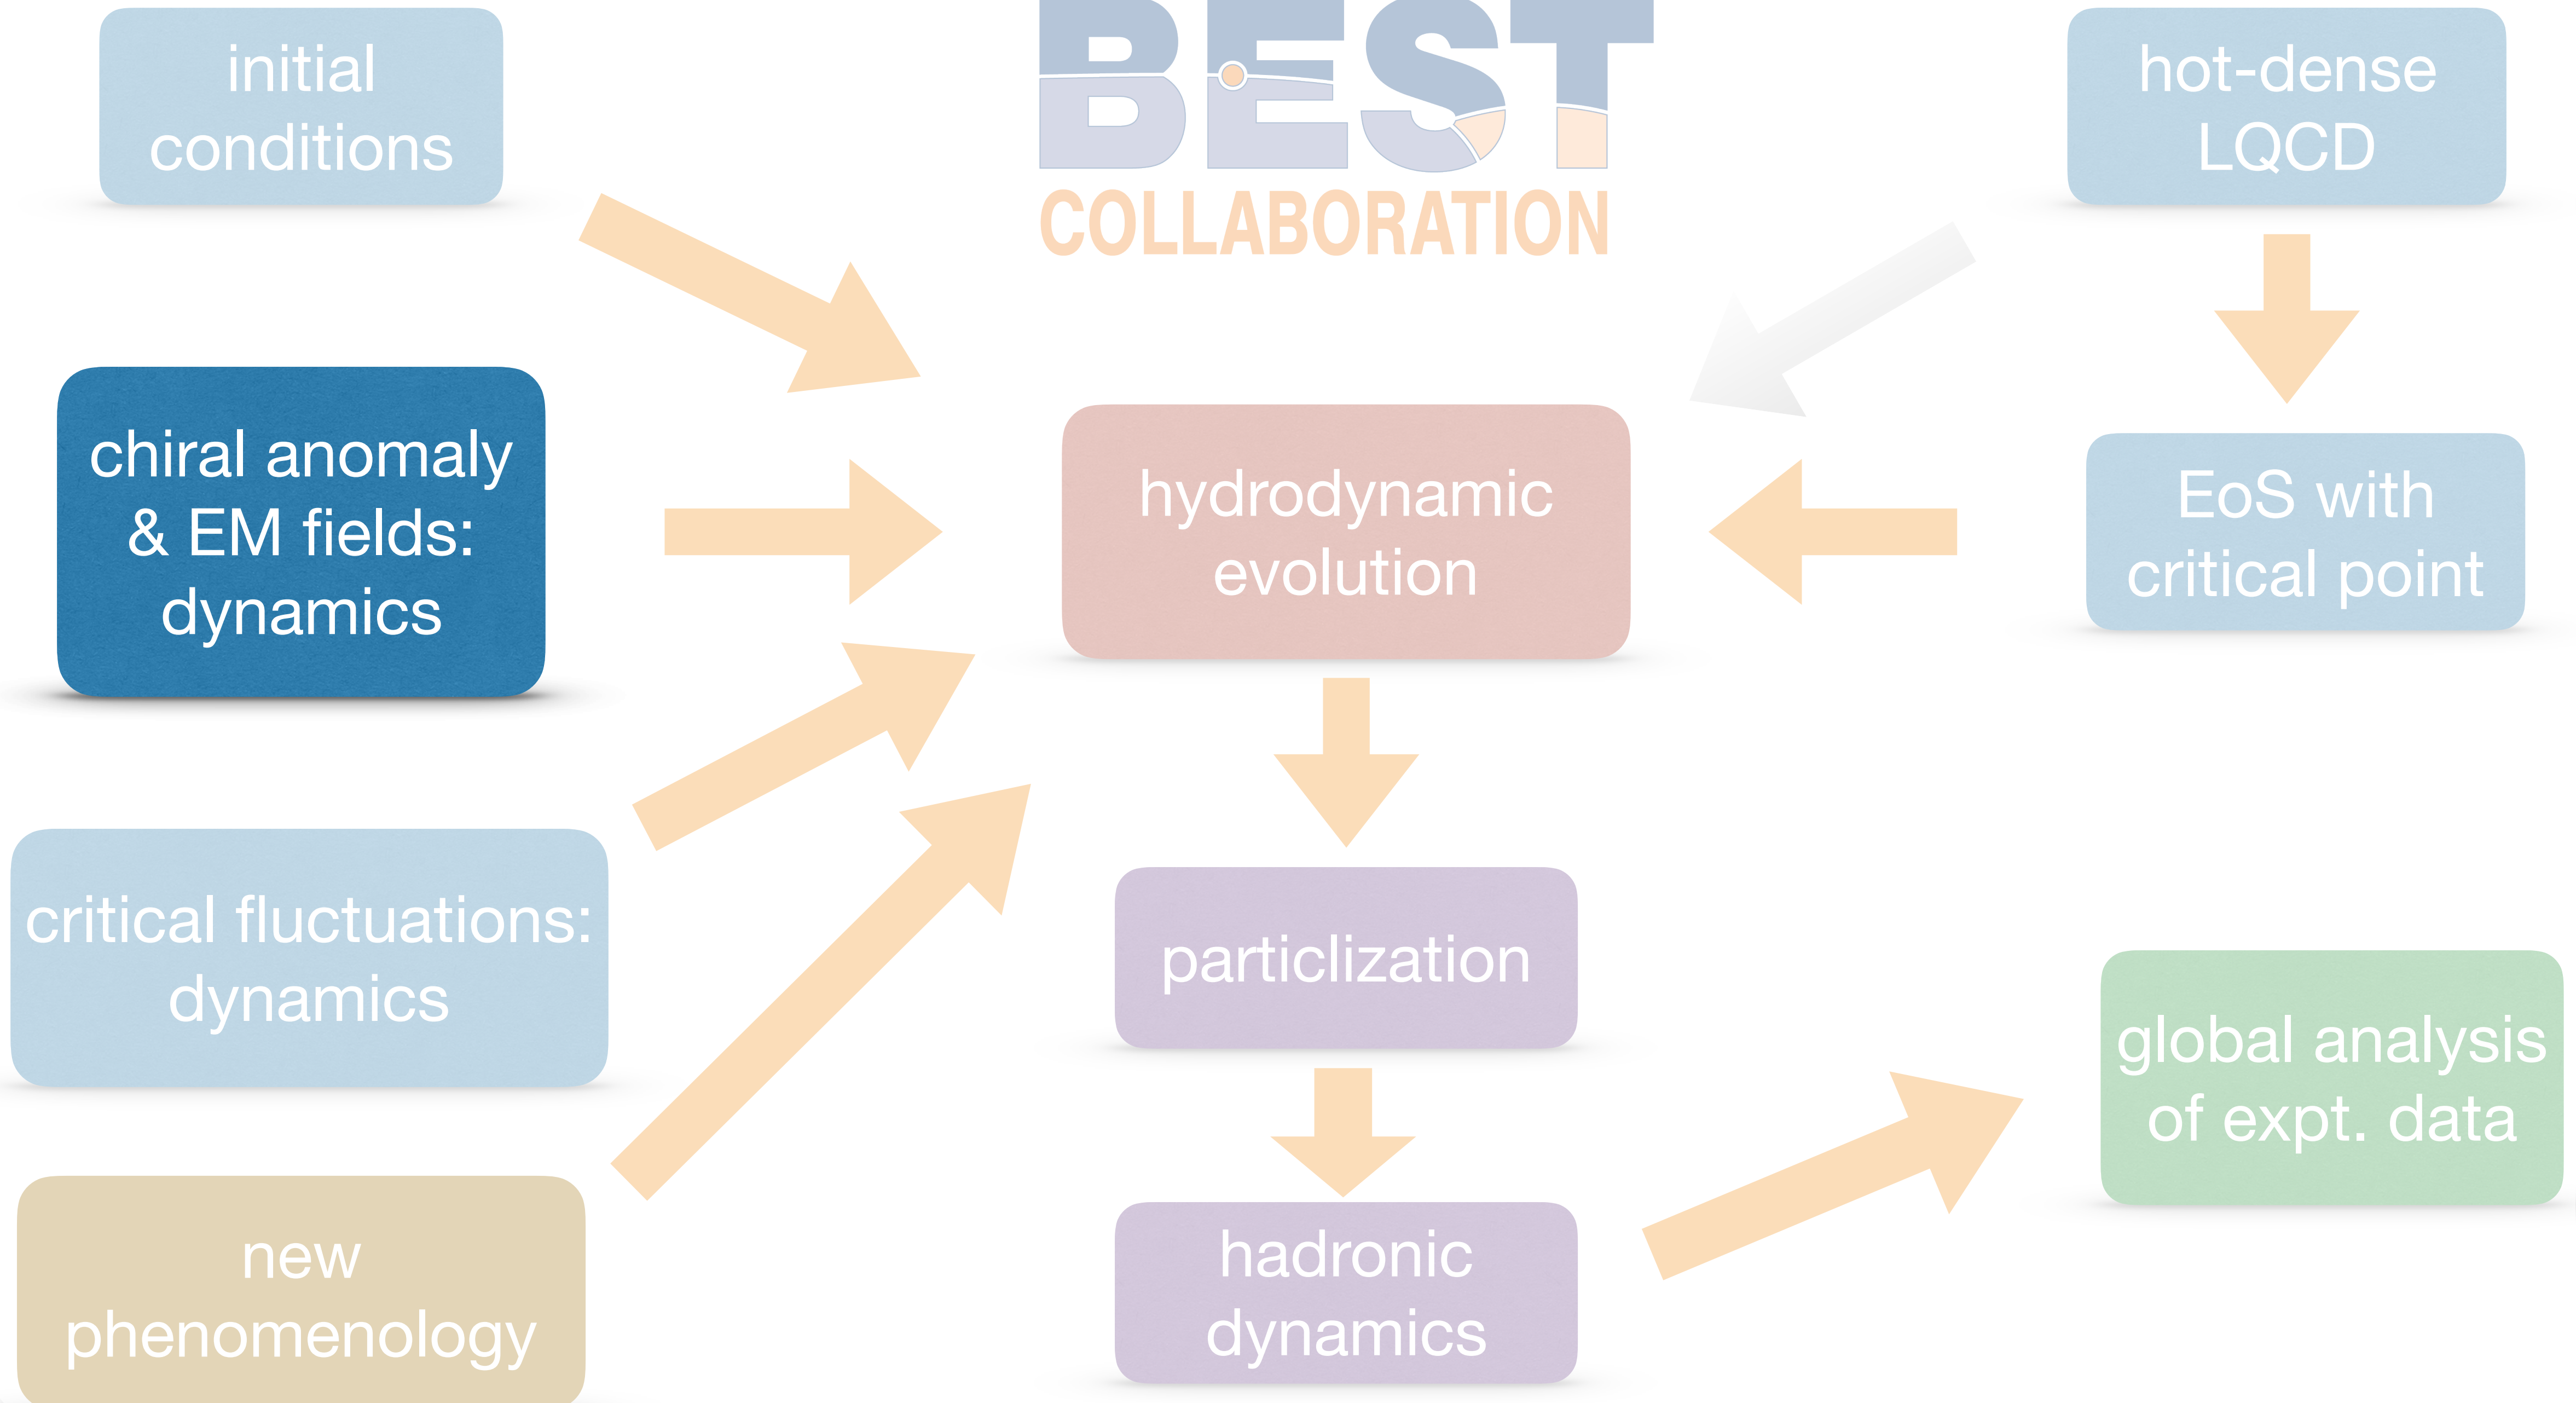 initial
conditions
BEST
COLLABORATION
hot-dense
LQCD
chiral anomaly
& EM fields:
dynamics
hydrodynamic
evolution
EoS with
critical point
critical fluctuations:
dynamics
particlization
global analysis
of expt. data
new
phenomenology
hadronic
dynamics